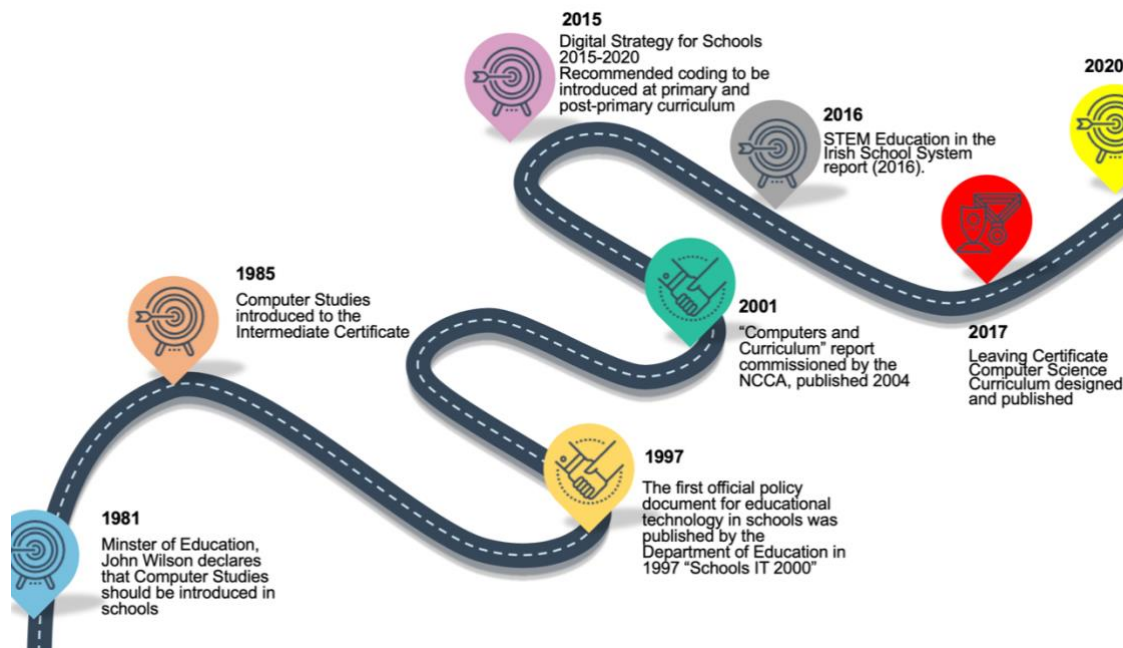 2015
Digital Strategy for Schools
2015-2020
Recommended coding to be
introduced at primary and
post-primary curriculum
2020
2016
STEM Education in the
Irish School System
report (2016).
1985
Computer Studies
introduced to the
Intermediate Certificate
2001
“Computers and
Curriculum” report
commissioned by the
NCCA, published 2004
2017
Leaving Certificate
Computer Science
Curriculum designed
and published
1997
The first official policy
document for educational
technology in schools was
published by the
Department of Education in
1997 “Schools IT 2000”
1981
Minster of Education,
John Wilson declares
that Computer Studies
should be introduced in
schools